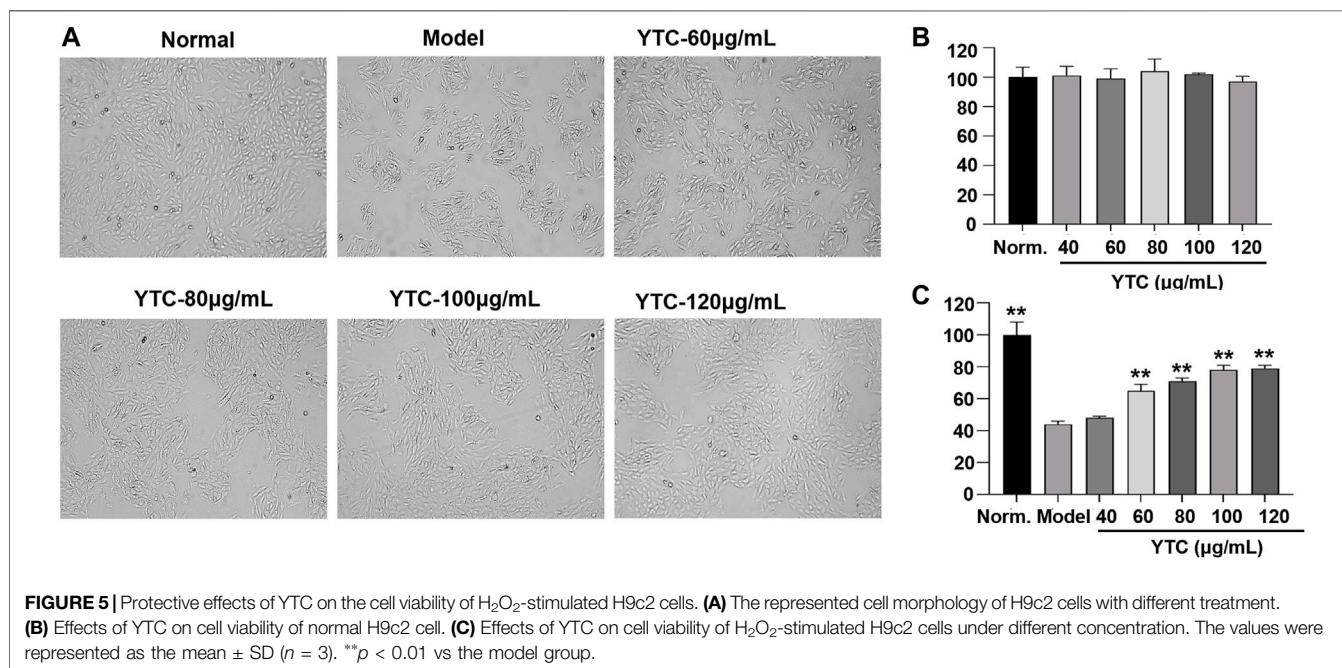 A
Normal
Model
YTC-60μg/mL
YTC-80μg/mL
YTC-100μg/mL
YTC-120μg/mL
B
120
100
80
60
40
20
0
Norm. 40 60 80 100 120
YTC (μg/mL)
C
120
100
80
60
40
20
0
**
**
**
**
**
Norm. Model 40 60 80 100 120
YTC (μg/mL)
FIGURE 5 | Protective effects of YTC on the cell viability of H₂O₂-stimulated H9c2 cells. (A) The represented cell morphology of H9c2 cells with different treatment.
(B) Effects of YTC on cell viability of normal H9c2 cell. (C) Effects of YTC on cell viability of H₂O₂-stimulated H9c2 cells under different concentration. The values were
represented as the mean ± SD (n = 3). **p < 0.01 vs the model group.